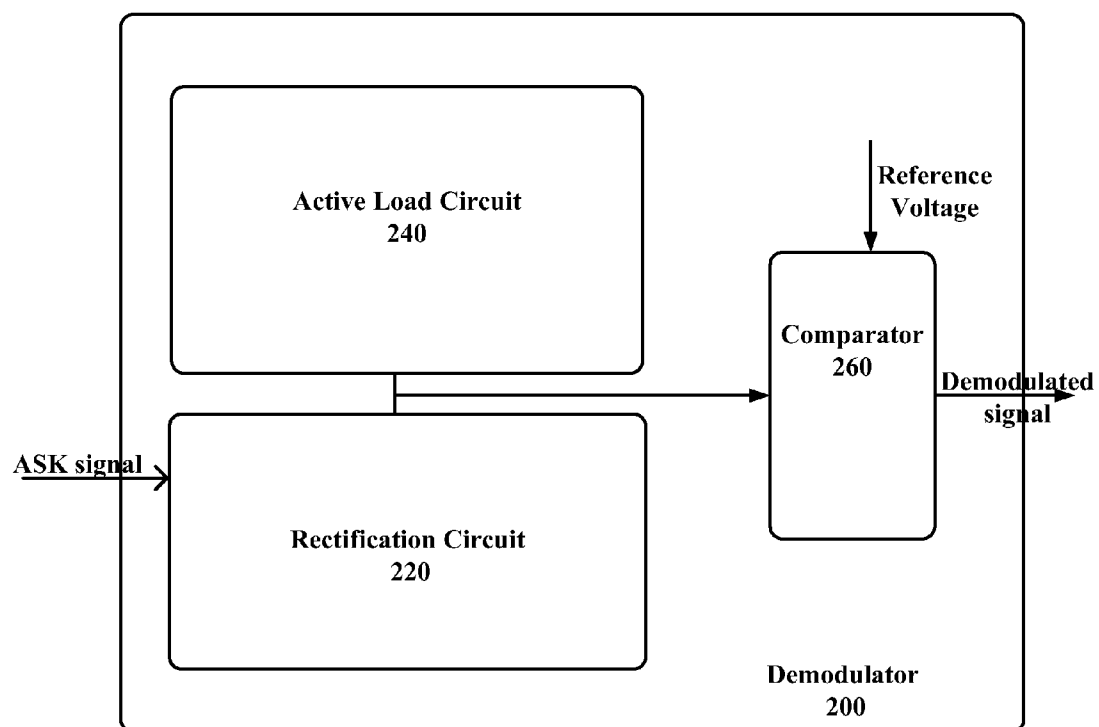 Active Load Circuit
240
Reference
Voltage
Comparator
260
Demodulated
signal
ASK signal
Rectification Circuit
220
Demodulator
200